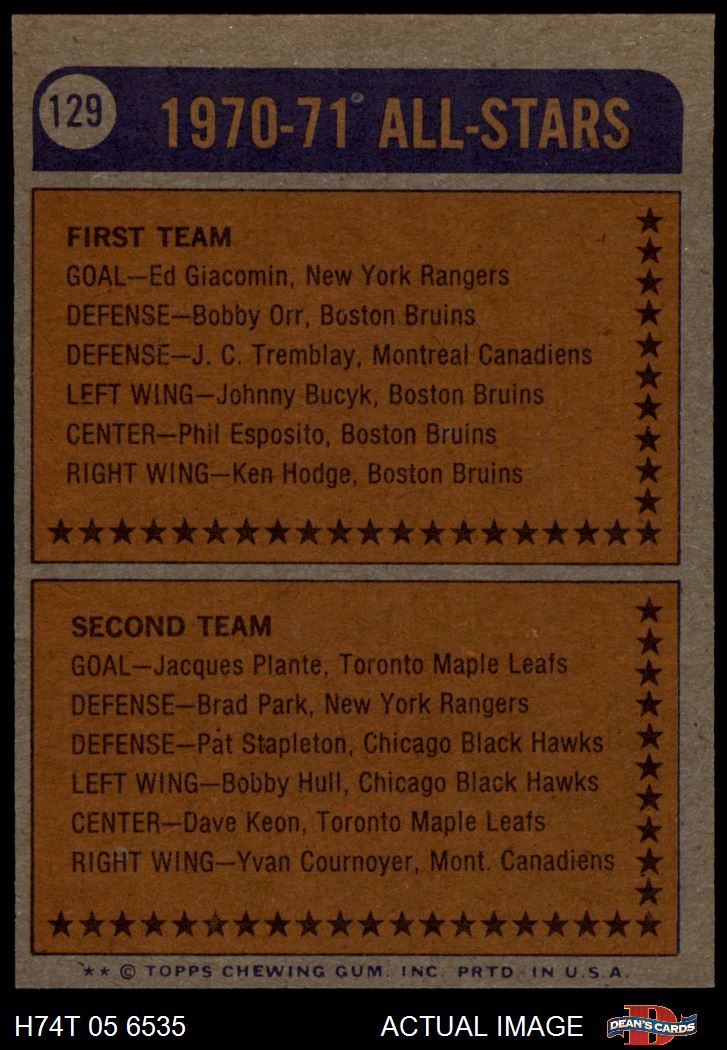 129
1970-71 ALL-STARS
FIRST TEAM
GOAL—Ed Giacomin, New York Rangers
DEFENSE—Bobby Orr, Boston Bruins
DEFENSE—J. C. Tremblay, Montreal Canadiens
LEFT WING—Johnny Bucyk, Boston Bruins
CENTER—Phil Esposito, Boston Bruins
RIGHT WING—Ken Hodge, Boston Bruins
SECOND TEAM
GOAL—Jacques Plante, Toronto Maple Leafs
DEFENSE—Brad Park, New York Rangers
DEFENSE—Pat Stapleton, Chicago Black Hawks
LEFT WING—Bobby Hull, Chicago Black Hawks
CENTER—Dave Keon, Toronto Maple Leafs
RIGHT WING—Yvan Cournoyer, Mont. Canadiens
** © TOPPS CHEWING GUM. INC. PRTD. IN U.S.A.
H74T 05 6535 ACTUAL IMAGE
D
DEAN'S CARDS